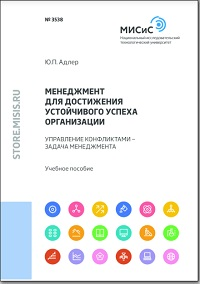 № 3538
МИСиС
НАЦИОНАЛЬНЫЙ ИССЛЕДОВАТЕЛЬСКИЙ
ТЕХНОЛОГИЧЕСКИЙ УНИВЕРСИТЕТ
Ю.П. Адлер
МЕНЕДЖМЕНТ
ДЛЯ ДОСТИЖЕНИЯ
УСТОЙЧИВОГО УСПЕХА
ОРГАНИЗАЦИИ
УПРАВЛЕНИЕ КОНФЛИКТАМИ –
ЗАДАЧА МЕНЕДЖМЕНТА
Учебное пособие
STORE.MISIS.RU